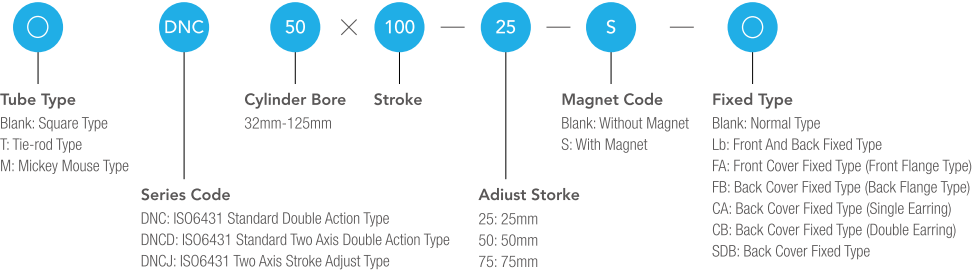 DNC 50 × 100 — 25 — S —
Tube Type
Blank: Square Type
T: Tie-rod Type
M: Mickey Mouse Type
Series Code
DNC: ISO6431 Standard Double Action Type
DNCD: ISO6431 Standard Two Axis Double Action Type
DNCJ: ISO6431 Two Axis Stroke Adjust Type
Cylinder Bore
32mm-125mm
Stroke
Adiust Storke
25: 25mm
50: 50mm
75: 75mm
Magnet Code
Blank: Without Magnet
S: With Magnet
Fixed Type
Blank: Normal Type
Lb: Front And Back Fixed Type
FA: Front Cover Fixed Type (Front Flange Type)
FB: Back Cover Fixed Type (Back Flange Type)
CA: Back Cover Fixed Type (Single Earring)
CB: Back Cover Fixed Type (Double Earring)
SDB: Back Cover Fixed Type